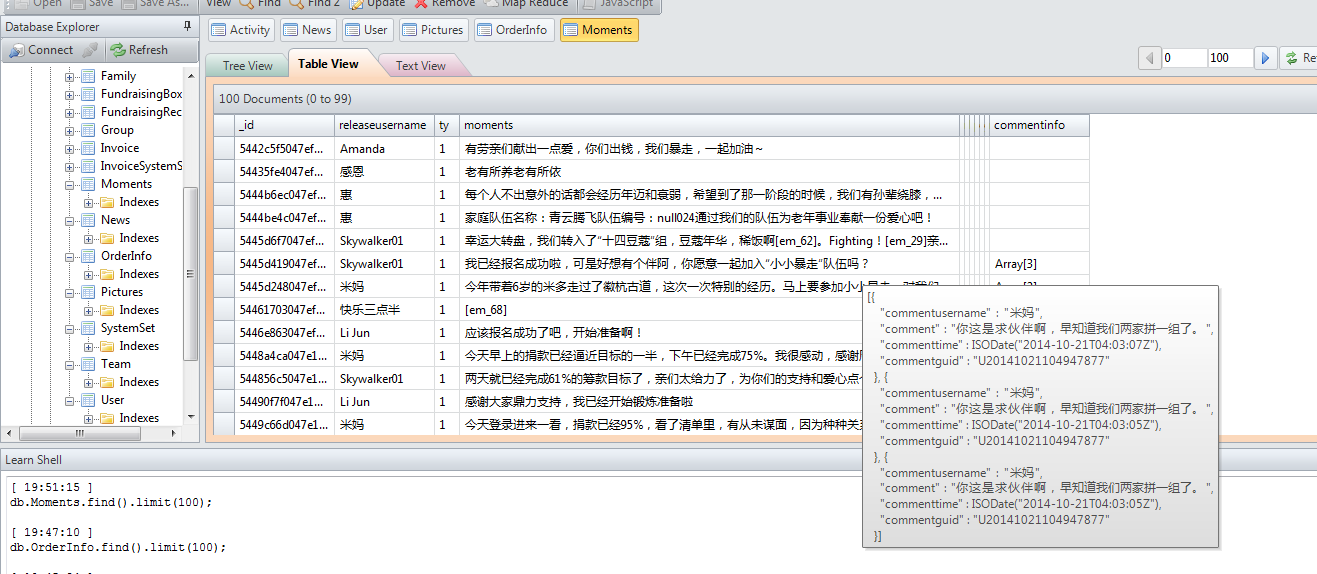 Open Save Save As... View Find Find 2 Update Remove Map Reduce JavaScript
Database Explorer
Connect Refresh
Family
FundraisingBox
FundraisingRec
Group
Invoice
InvoiceSystemS
Moments
Indexes
News
Indexes
OrderInfo
Indexes
Pictures
Indexes
SystemSet
Indexes
Team
Indexes
User
Indexes
Activity News User Pictures OrderInfo Moments
Tree View Table View Text View
0 100 Re
100 Documents (0 to 99)
_id releaseusername ty moments commentinfo
5442c5f5047ef... Amanda 1 有劳亲们献出一点爱，你们出钱，我们暴走，一起加油～
54435fe4047ef... 感恩 1 老有所养老有所依
5444b6ec047ef... 惠 1 每个人不出意外的话都会经历年迈和衰弱，希望到了那一阶段的时候，我们有孙辈绕膝，...
5444be4c047ef... 惠 1 家庭队伍名称：青云腾飞队伍编号：null024通过我们的队伍为老年事业奉献一份爱心吧！
5445d6f7047ef... Skywalker01 1 幸运大转盘，我们转入了“十四豆蔻”组，豆蔻年华，稀饭啊[em_62]。Fighting！[em_29]亲...
5445d419047ef... Skywalker01 1 我已经报名成功啦，可是好想有个伴阿，你愿意一起加入“小小暴走”队伍吗？ Array[3]
5445d248047ef... 米妈 1 今年带着6岁的米多走过了徽杭古道，这次一次特别的经历。马上要参加小小暴走，对我们
54461703047ef... 快乐三点半 1 [em_68]
5446e863047ef... Li Jun 1 应该报名成功了吧，开始准备啊！
5448a4ca047e1... 米妈 1 今天早上的捐款已经逼近目标的一半，下午已经完成75%。我很感动，感谢
544856c5047e1... Skywalker01 1 两天就已经完成61%的筹款目标了，亲们太给力了，为你们的支持和爱心点
54490f7f047e1... Li Jun 1 感谢大家鼎力支持，我已经开始锻炼准备啦
5449c66d047e1... 米妈 1 今天登录进来一看，捐款已经95%，看了清单里，有从未谋面，因为种种关
[{
"commentusername" : "米妈",
"comment" : "你这是求伙伴啊，早知道我们两家拼一组了。",
"commenttime" : ISODate("2014-10-21T04:03:07Z"),
"commentguid" : "U20141021104947877"
}, {
"commentusername" : "米妈",
"comment" : "你这是求伙伴啊，早知道我们两家拼一组了。",
"commenttime" : ISODate("2014-10-21T04:03:05Z"),
"commentguid" : "U20141021104947877"
}, {
"commentusername" : "米妈",
"comment" : "你这是求伙伴啊，早知道我们两家拼一组了。",
"commenttime" : ISODate("2014-10-21T04:03:05Z"),
"commentguid" : "U20141021104947877"
}]
Learn Shell
[ 19:51:15 ]
db.Moments.find().limit(100);
[ 19:47:10 ]
db.OrderInfo.find().limit(100);